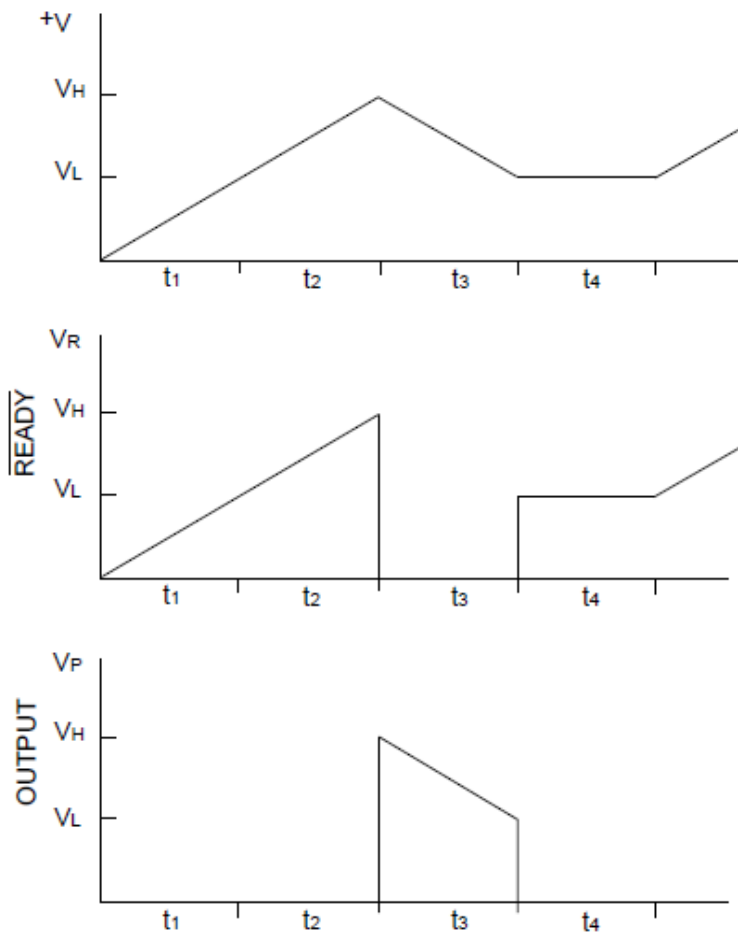 +V
VH
VL
t1 t2 t3 t4
VR
VH
READY
VL
t1 t2 t3 t4
VP
VH
OUTPUT
VL
t1 t2 t3 t4